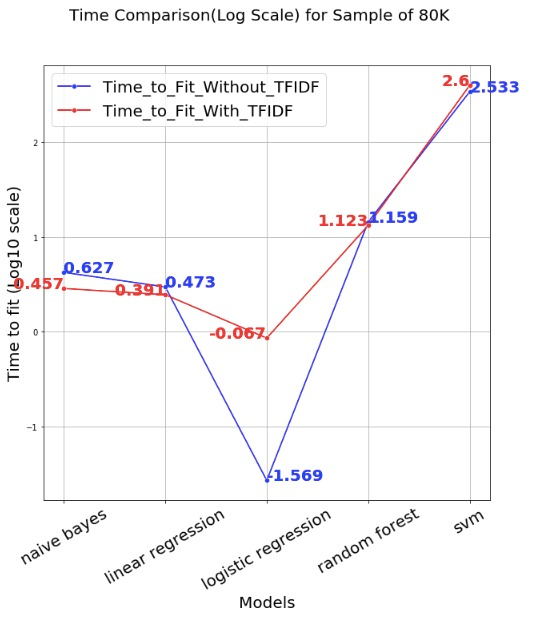 Time Comparison(Log Scale) for Sample of 80K
Time_to_Fit_Without_TFIDF
Time_to_Fit_With_TFIDF
2.6
2.533
2
1.123
1.159
1
0.627
0.457
0.473
0.391
0
-0.067
−1
-1.569
Time to fit (Log10 scale)
naive bayes
linear regression
logistic regression
random forest
svm
Models